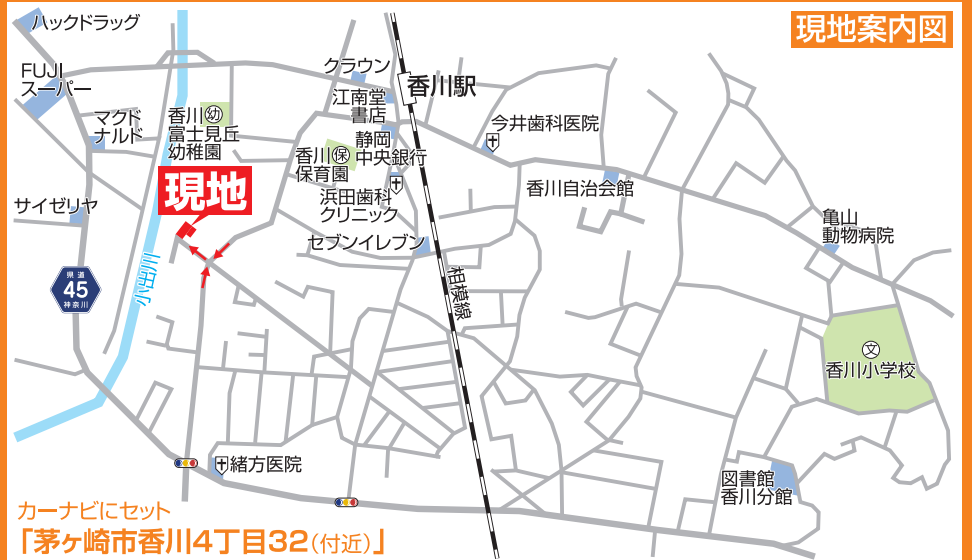 現地案内図
ハックドラッグ
FUJI
スーパー
マクド
ナルド
香川㊎幼
富士見丘
幼稚園
クラウン
香川駅
江南堂
書店
静岡
中央銀行
香川保
保育園
浜田歯科
クリニック
今井歯科医院
香川自治会館
亀山
動物病院
現地
サイゼリヤ
セブンイレブン
県道
45
神奈川
小出川
相模線
文
香川小学校
緒方医院
図書館
香川分館
カーナビにセット
「茅ヶ崎市香川4丁目32(付近)」